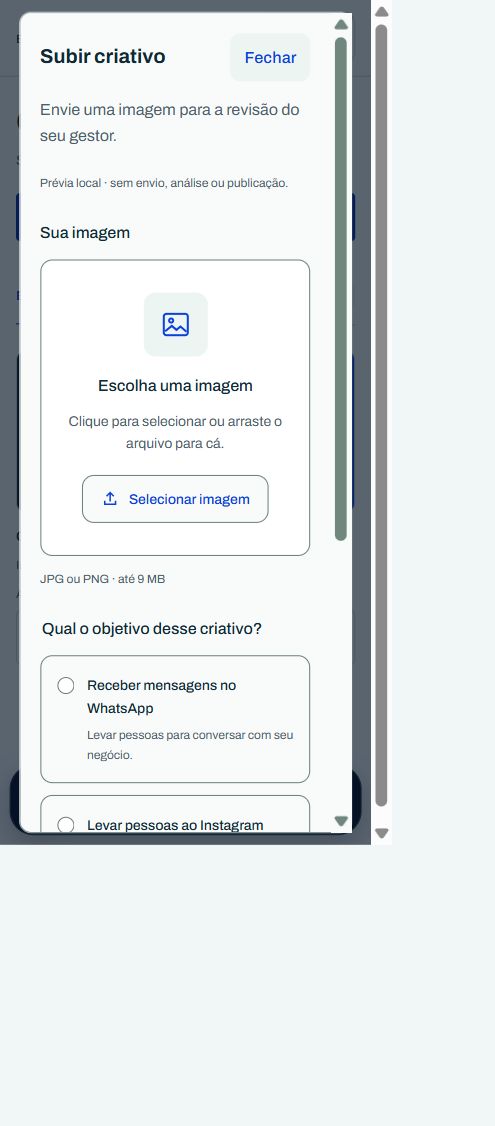 Subir criativo
Fechar
Envie uma imagem para a revisão do
seu gestor.
Prévia local · sem envio, análise ou publicação.
Sua imagem
Escolha uma imagem
Clique para selecionar ou arraste o
arquivo para cá.
Selecionar imagem
JPG ou PNG · até 9 MB
Qual o objetivo desse criativo?
Receber mensagens no
WhatsApp
Levar pessoas para conversar com seu
negócio.
Levar pessoas ao Instagram